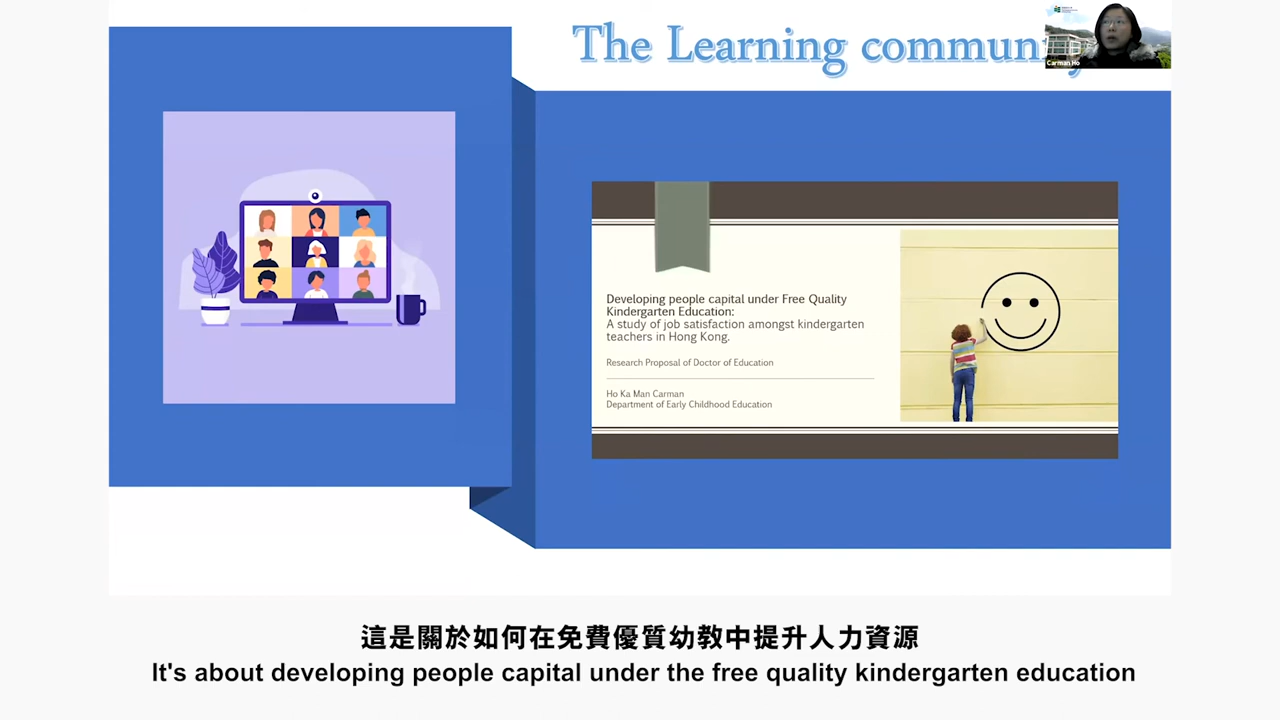 The Learning commun
Carman Ho
Developing people capital under Free Quality
Kindergarten Education:
A study of job satisfaction amongst kindergarten
teachers in Hong Kong.
Research Proposal of Doctor of Education
Ho Ka Man Carman
Department of Early Childhood Education
這是關於如何在免費優質幼教中提升人力資源
It's about developing people capital under the free quality kindergarten education